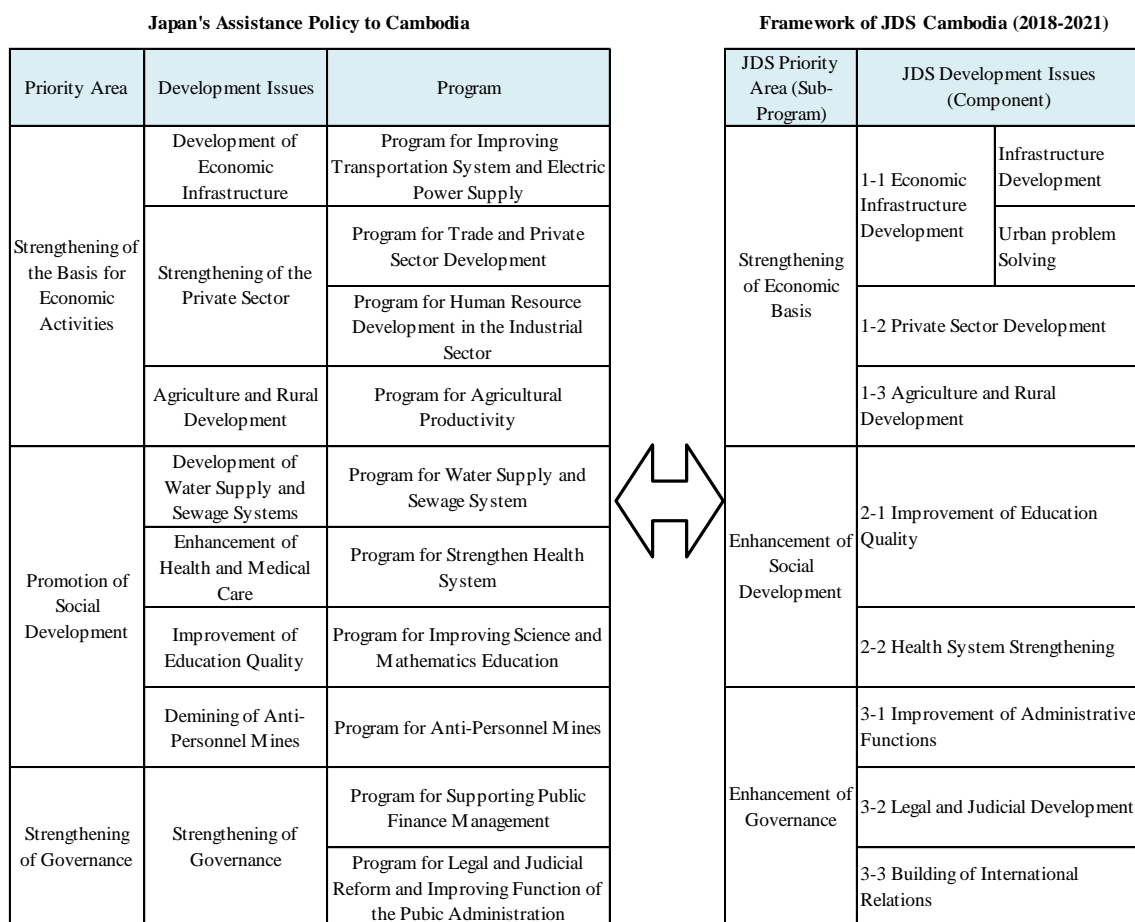 Japan's Assistance Policy to Cambodia
Priority Area
Development Issues
Program
Strengthening of
the Basis for
Economic
Activities
Development of
Economic
Infrastructure
Program for Improving
Transportation System and Electric
Power Supply
Strengthening of the
Private Sector
Program for Trade and Private
Sector Development
Program for Human Resource
Development in the Industrial
Sector
Agriculture and Rural
Development
Program for Agricultural
Productivity
Promotion of
Social
Development
Development of
Water Supply and
Sewage Systems
Program for Water Supply and
Sewage System
Enhancement of
Health and Medical
Care
Program for Strengthen Health
System
Improvement of
Education Quality
Program for Improving Science and
Mathematics Education
Demining of Anti-
Personnel Mines
Program for Anti-Personnel Mines
Strengthening
of Governance
Strengthening of
Governance
Program for Supporting Public
Finance Management
Program for Legal and Judicial
Reform and Improving Function of
the Pubic Administration
Framework of JDS Cambodia (2018-2021)
JDS Priority
Area (Sub-
Program)
JDS Development Issues
(Component)
Strengthening
of Economic
Basis
1-1 Economic
Infrastructure
Development
Infrastructure
Development
Urban problem
Solving
1-2 Private Sector Development
1-3 Agriculture and Rural
Development
Enhancement of
Social
Development
2-1 Improvement of Education
Quality
2-2 Health System Strengthening
Enhancement of
Governance
3-1 Improvement of Administrative
Functions
3-2 Legal and Judicial Development
3-3 Building of International
Relations